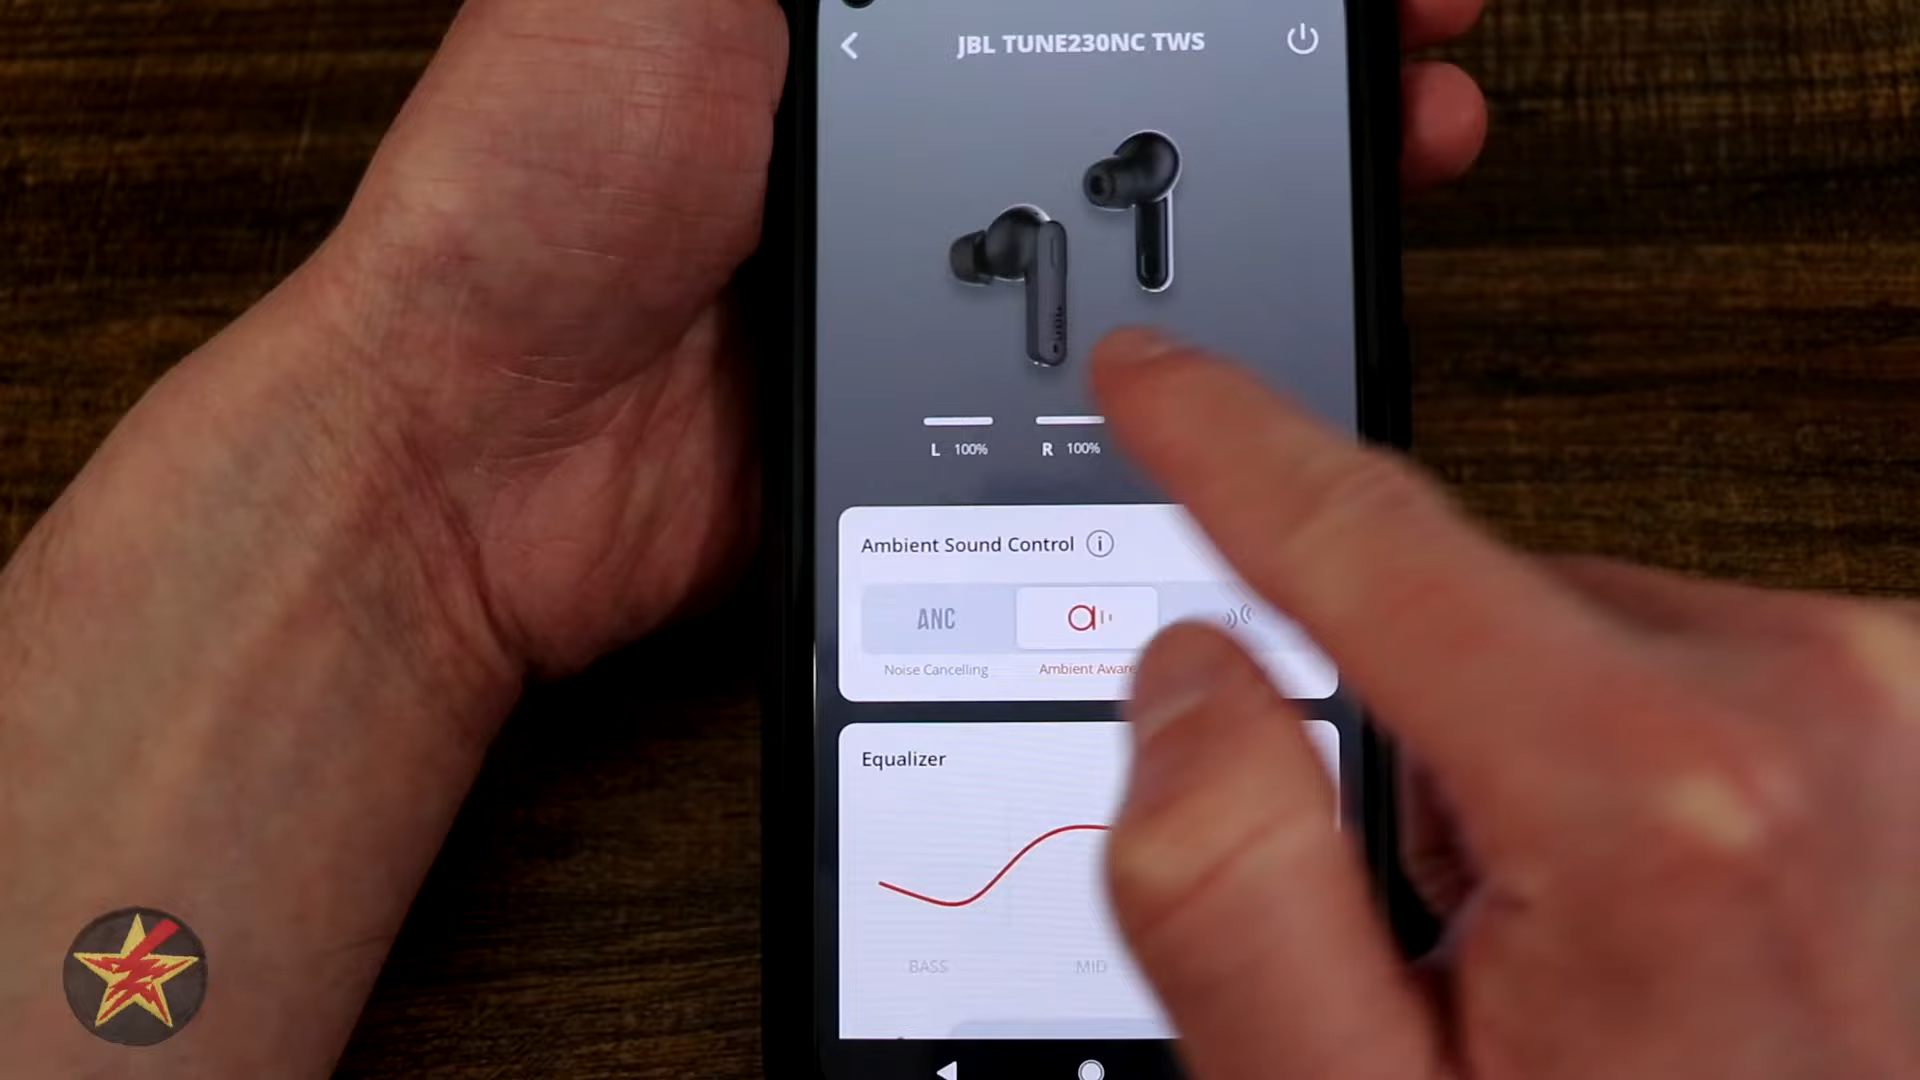 JBL TUNE230NC TWS
L 100% R 100%
Ambient Sound Control
ANC
Noise Cancelling Ambient Aware
Equalizer
BASS MID